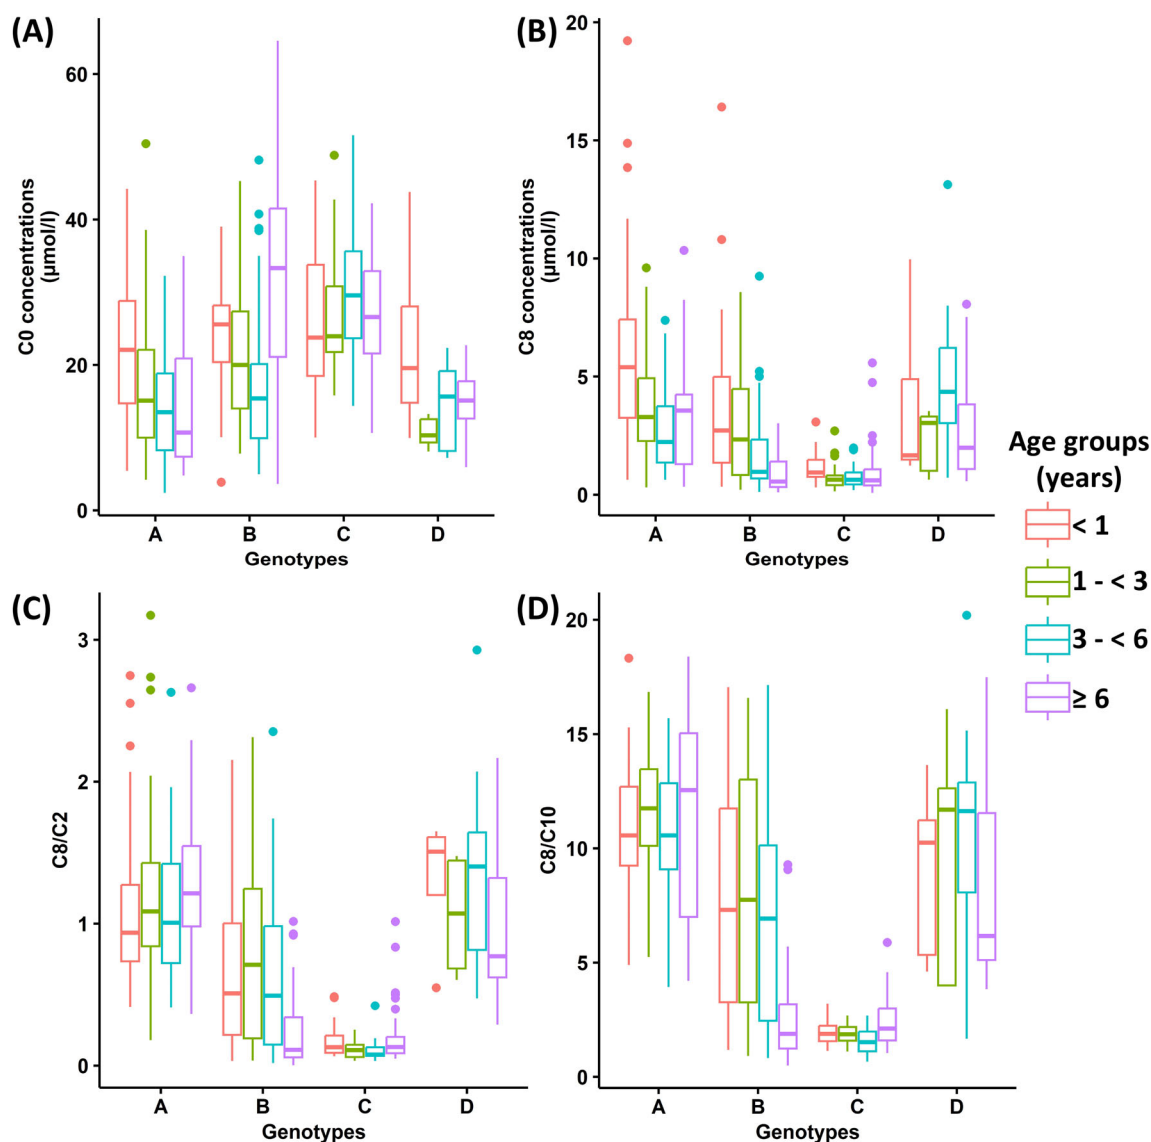 (A)
C0 concentrations
(µmol/l)
60
40
20
0
A B C D
Genotypes
(B)
C8 concentrations
(µmol/l)
20
15
10
5
0
A B C D
Genotypes
Age groups
(years)
< 1
1 - < 3
3 - < 6
≥ 6
(C)
C8/C2
3
2
1
0
A B C D
Genotypes
(D)
C8/C10
20
15
10
5
0
A B C D
Genotypes